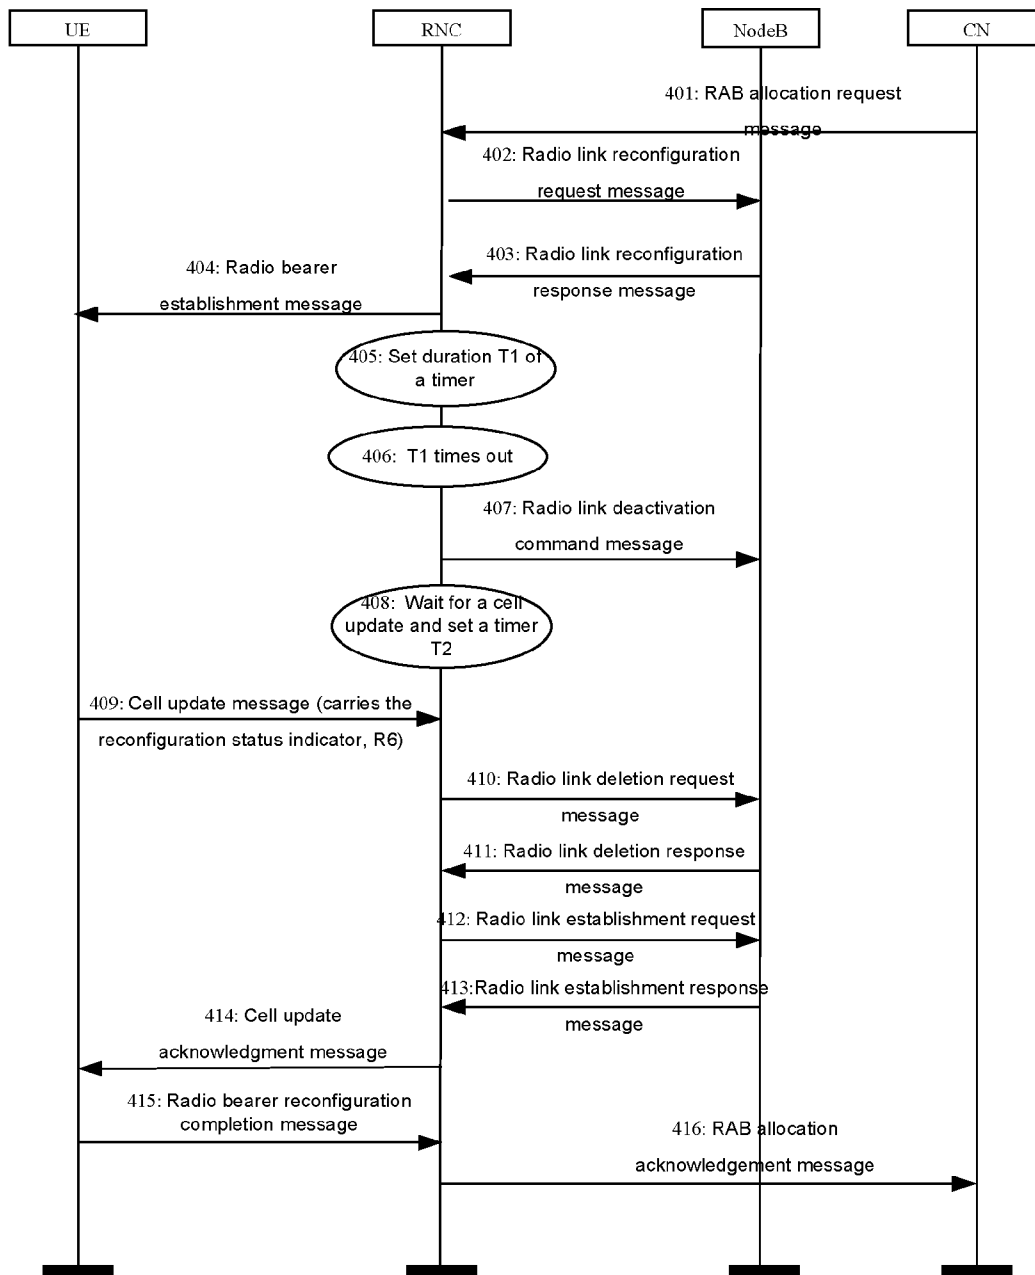 UE
RNC
NodeB
CN
401: RAB allocation request
message
402: Radio link reconfiguration
request message
403: Radio link reconfiguration
response message
404: Radio bearer
establishment message
405: Set duration T1 of
a timer
406: T1 times out
407: Radio link deactivation
command message
408: Wait for a cell
update and set a timer
T2
409: Cell update message (carries the
reconfiguration status indicator, R6)
410: Radio link deletion request
message
411: Radio link deletion response
message
412: Radio link establishment request
message
413:Radio link establishment response
message
414: Cell update
acknowledgment message
415: Radio bearer reconfiguration
completion message
416: RAB allocation
acknowledgement message